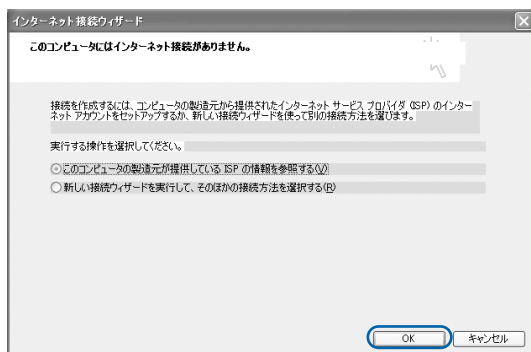 インターネット接続ウィザード
このコンピュータにはインターネット接続がありません。
接続を作成するには、コンピュータの製造元から提供されたインターネット サービス プロバイダ (ISP) のインター
ネット アカウントをセットアップするか、新しい接続ウィザードを使って別の接続方法を選びます。
実行する操作を選択してください。
このコンピュータの製造元が提供している ISP の情報を参照する(V)
新しい接続ウィザードを実行して、そのほかの接続方法を選択する(R)
OK キャンセル